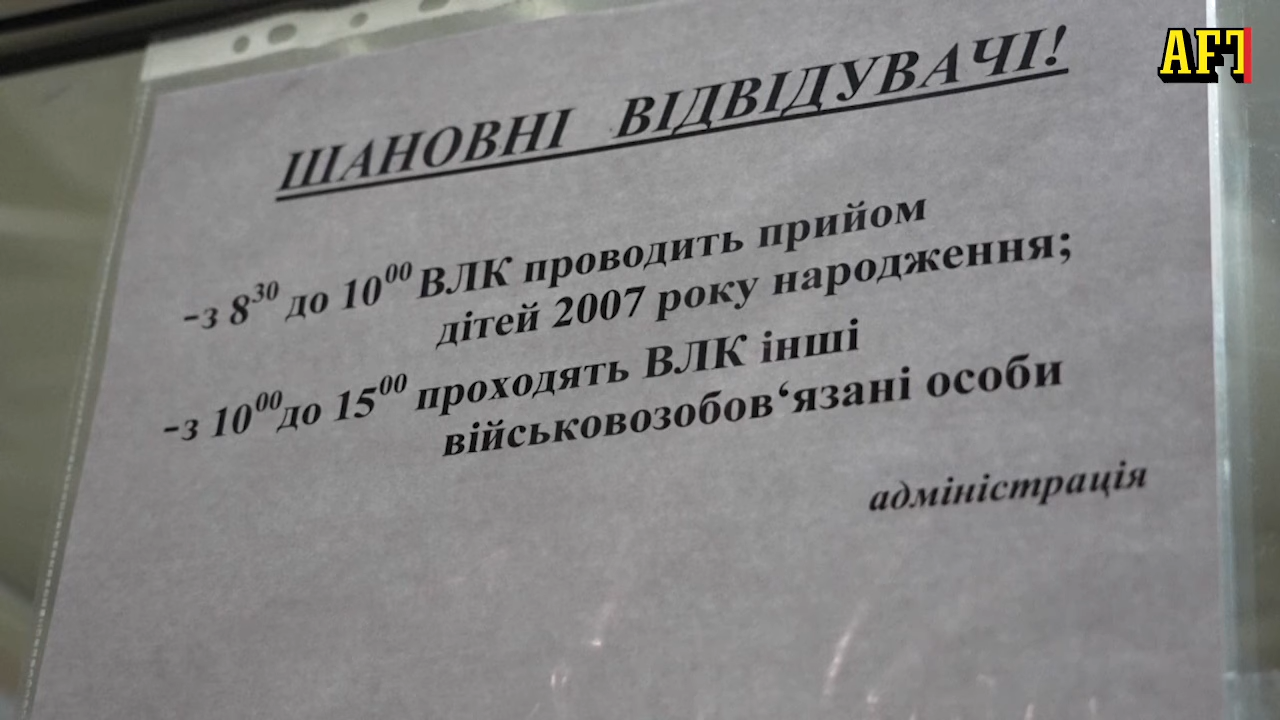 AFT
ШАНОВНІ ВІДВІДУВАЧІ!
-з 8³⁰ до 10⁰⁰ ВЛК проводить прийом
дітей 2007 року народження;
-з 10⁰⁰до 15⁰⁰ проходять ВЛК інші
військовозобов‘язані особи
адміністрація